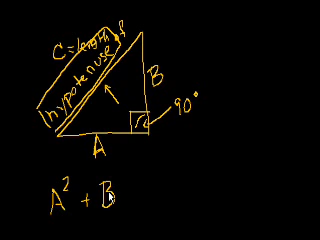 C = length of
hypotenuse
B
90°
A
A² + B